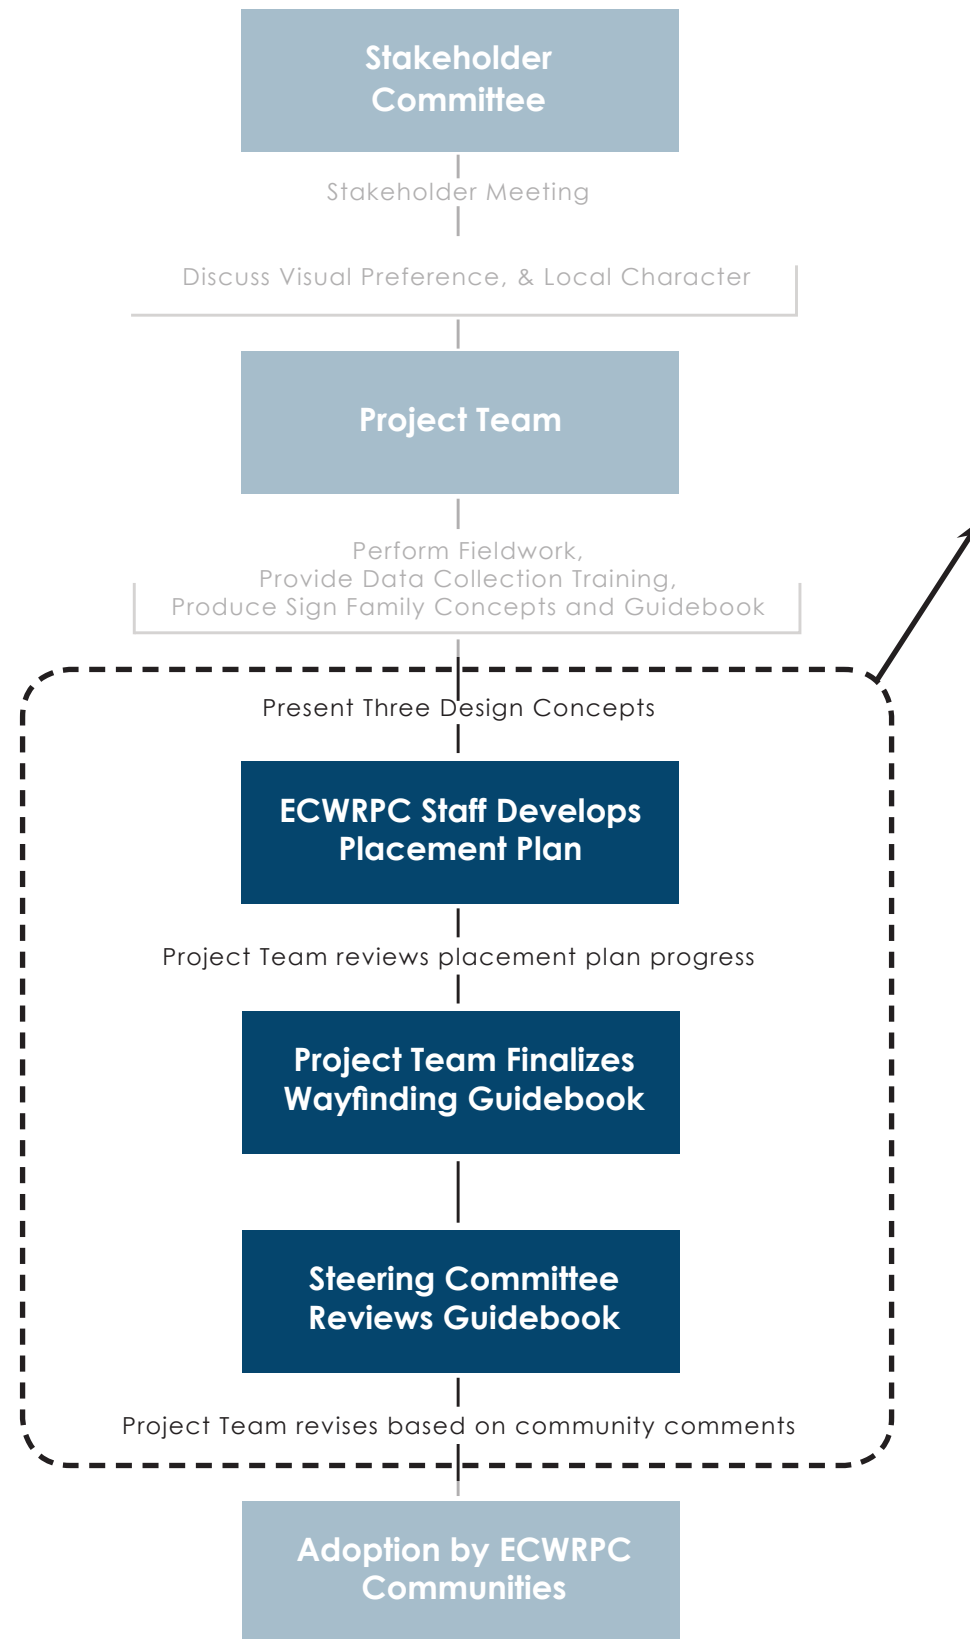 Stakeholder
Committee
Stakeholder Meeting
Discuss Visual Preference, & Local Character
Project Team
Perform Fieldwork,
Provide Data Collection Training,
Produce Sign Family Concepts and Guidebook
Present Three Design Concepts
ECWRPC Staff Develops
Placement Plan
Project Team reviews placement plan progress
Project Team Finalizes
Wayfinding Guidebook
Steering Committee
Reviews Guidebook
Project Team revises based on community comments
Adoption by ECWRPC
Communities